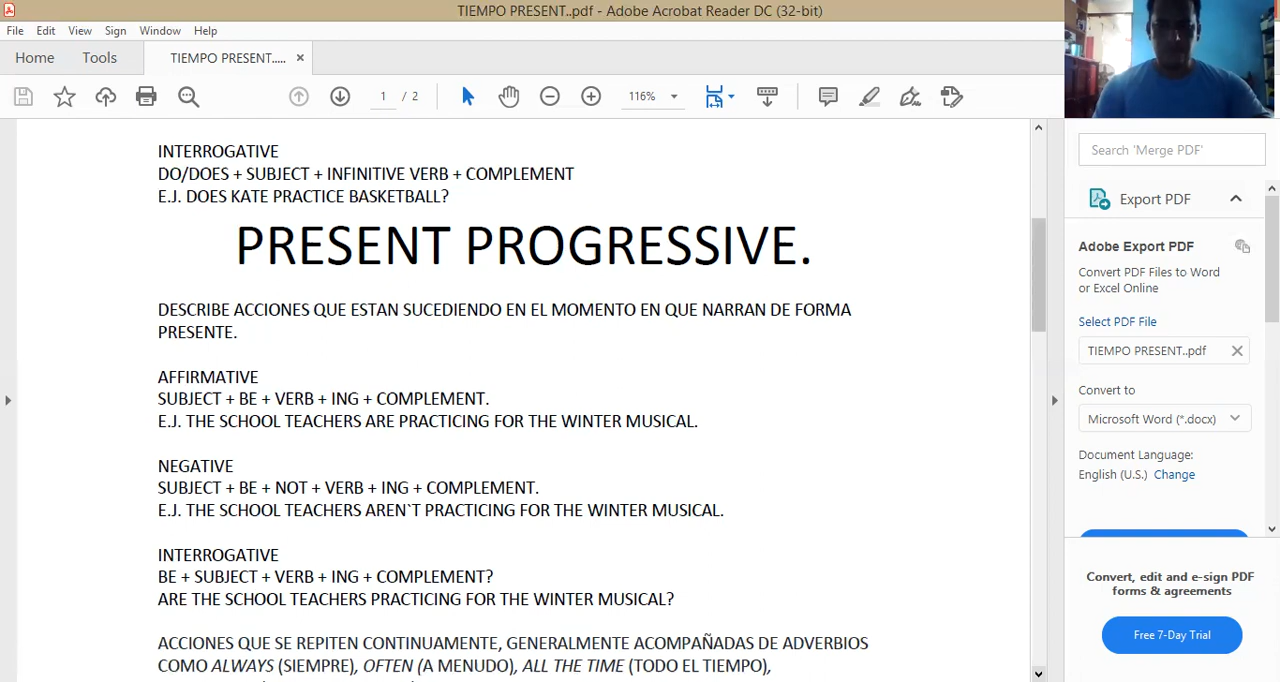 TIEMPO PRESENT..pdf - Adobe Acrobat Reader DC (32-bit)
File Edit View Sign Window Help
Home Tools TIEMPO PRESENT..... ×
1 / 2 116%
INTERROGATIVE
DO/DOES + SUBJECT + INFINITIVE VERB + COMPLEMENT
E.J. DOES KATE PRACTICE BASKETBALL?
PRESENT PROGRESSIVE.
DESCRIBE ACCIONES QUE ESTAN SUCEDIENDO EN EL MOMENTO EN QUE NARRAN DE FORMA
PRESENTE.
AFFIRMATIVE
SUBJECT + BE + VERB + ING + COMPLEMENT.
E.J. THE SCHOOL TEACHERS ARE PRACTICING FOR THE WINTER MUSICAL.
NEGATIVE
SUBJECT + BE + NOT + VERB + ING + COMPLEMENT.
E.J. THE SCHOOL TEACHERS AREN`T PRACTICING FOR THE WINTER MUSICAL.
INTERROGATIVE
BE + SUBJECT + VERB + ING + COMPLEMENT?
ARE THE SCHOOL TEACHERS PRACTICING FOR THE WINTER MUSICAL?
ACCIONES QUE SE REPITEN CONTINUAMENTE, GENERALMENTE ACOMPAÑADAS DE ADVERBIOS
COMO ALWAYS (SIEMPRE), OFTEN (A MENUDO), ALL THE TIME (TODO EL TIEMPO),
Search 'Merge PDF'
Export PDF
Adobe Export PDF
Convert PDF Files to Word
or Excel Online
Select PDF File
TIEMPO PRESENT..pdf
Convert to
Microsoft Word (*.docx)
Document Language:
English (U.S.) Change
Convert, edit and e-sign PDF
forms & agreements
Free 7-Day Trial